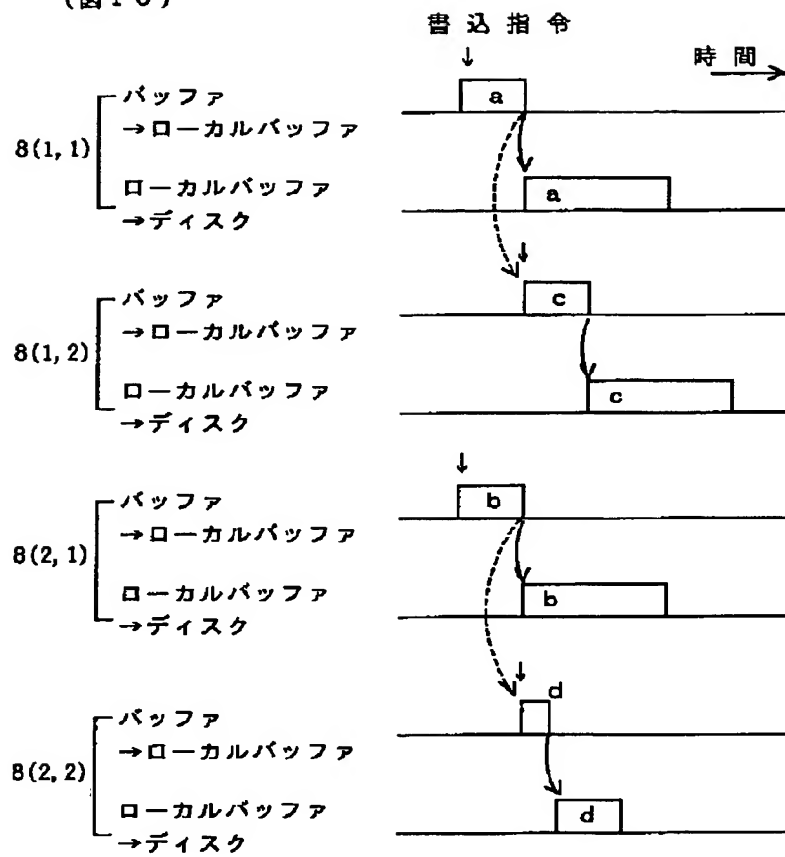 (図10)
書込指令
↓
時間
8(1,1)
バッファ
→ローカルバッファ
a
ローカルバッファ
→ディスク
a
↓
8(1,2)
バッファ
→ローカルバッファ
c
ローカルバッファ
→ディスク
c
↓
8(2,1)
バッファ
→ローカルバッファ
b
ローカルバッファ
→ディスク
b
↓
8(2,2)
バッファ
→ローカルバッファ
d
ローカルバッファ
→ディスク
d